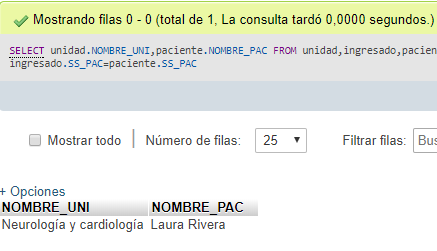 Mostrando filas 0 - 0 (total de 1, La consulta tardó 0,0000 segundos.)
SELECT unidad.NOMBRE_UNI,paciente.NOMBRE_PAC FROM unidad,ingresado,pacien
ingresado.SS_PAC=paciente.SS_PAC
Mostrar todo Número de filas: 25 Filtrar filas: Bus
+ Opciones
NOMBRE_UNI NOMBRE_PAC
Neurología y cardiología Laura Rivera